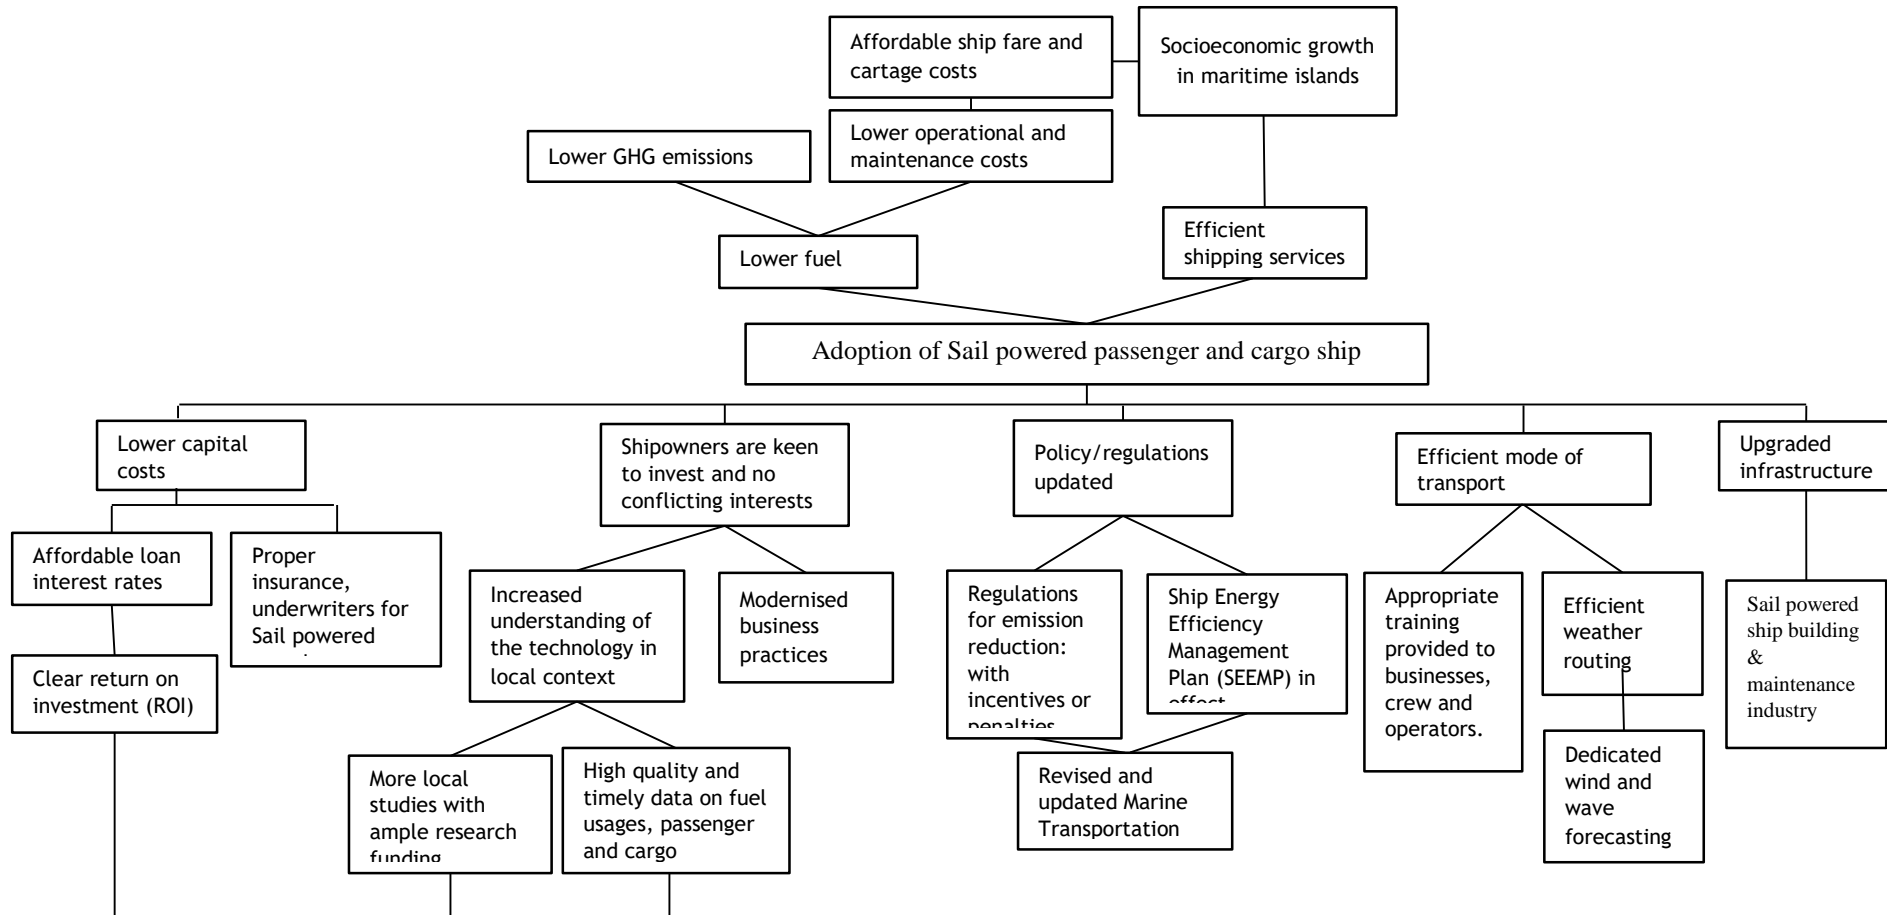 Affordable ship fare and
cartage costs
Socioeconomic growth
in maritime islands
Lower GHG emissions
Lower operational and
maintenance costs
Lower fuel
Efficient
shipping services
Adoption of Sail powered passenger and cargo ship
Lower capital
costs
Shipowners are keen
to invest and no
conflicting interests
Policy/regulations
updated
Efficient mode of
transport
Upgraded
infrastructure
Affordable loan
interest rates
Proper
insurance,
underwriters for
Sail powered
Increased
understanding of
the technology in
local context
Modernised
business
practices
Regulations
for emission
reduction:
with
incentives or
penalties
Ship Energy
Efficiency
Management
Plan (SEEMP) in
effect
Appropriate
training
provided to
businesses,
crew and
operators.
Efficient
weather
routing
Sail powered
ship building
&
maintenance
industry
Clear return on
investment (ROI)
More local
studies with
ample research
funding
High quality and
timely data on fuel
usages, passenger
and cargo
Revised and
updated Marine
Transportation
Dedicated
wind and
wave
forecasting